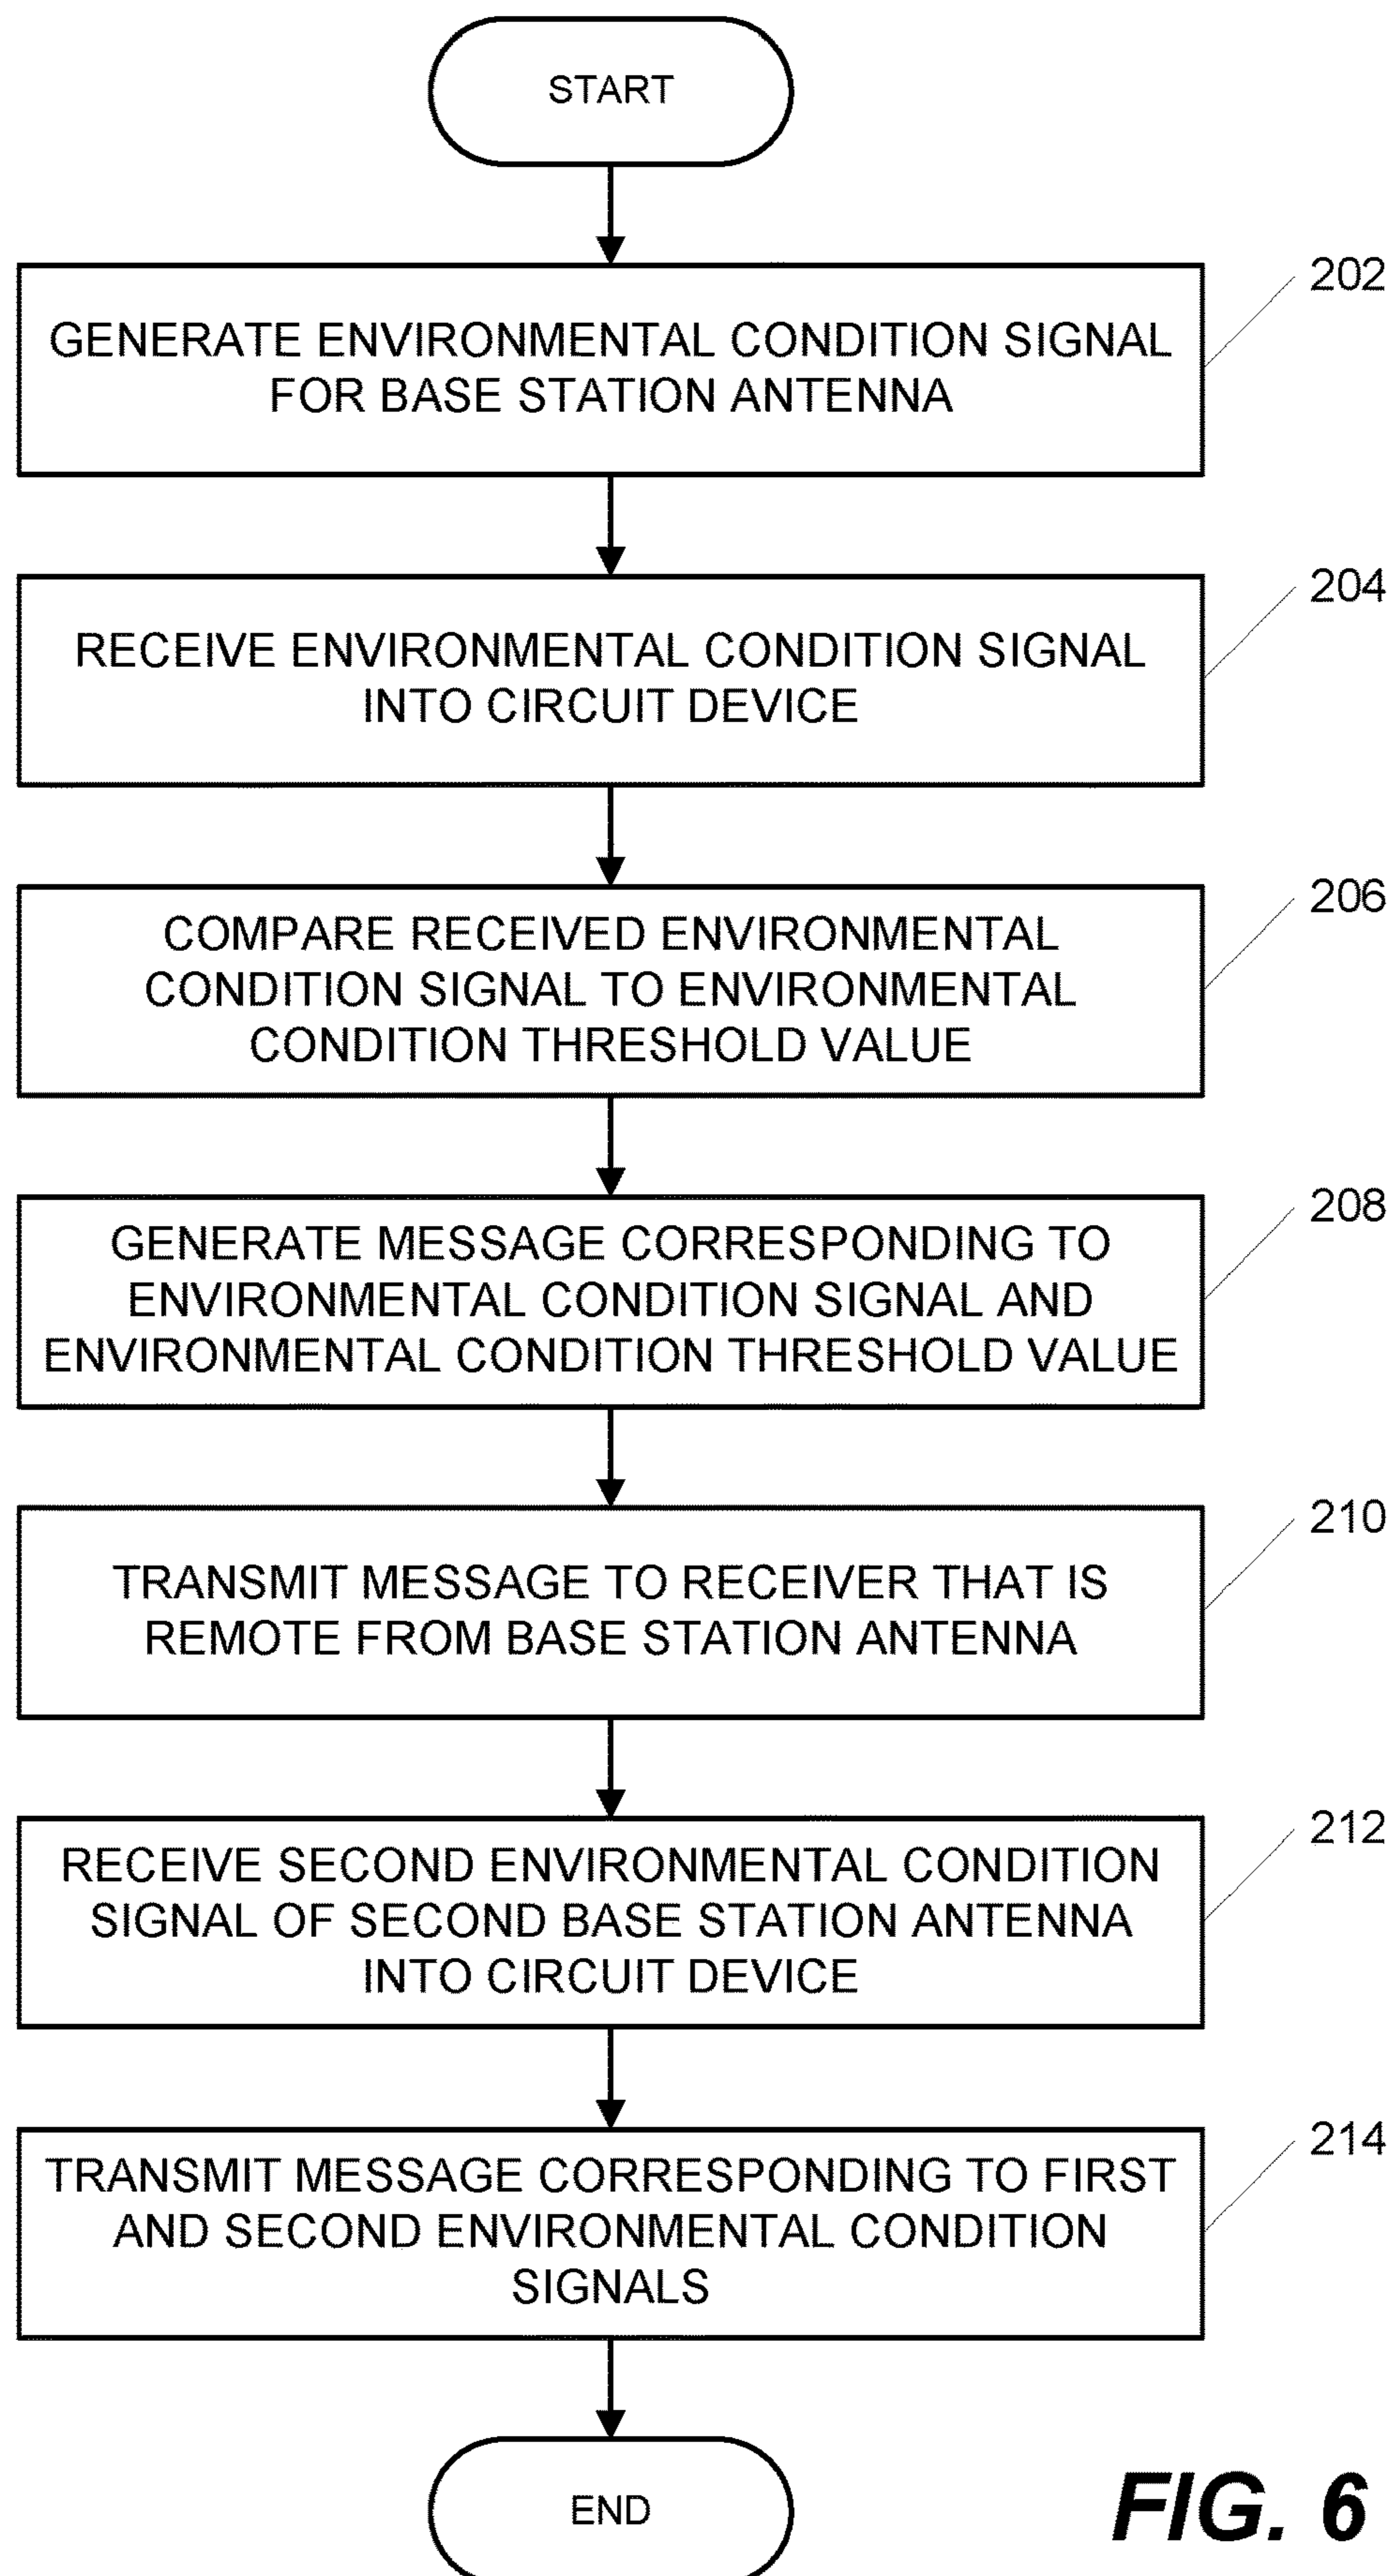 START
202
GENERATE ENVIRONMENTAL CONDITION SIGNAL
FOR BASE STATION ANTENNA
204
RECEIVE ENVIRONMENTAL CONDITION SIGNAL
INTO CIRCUIT DEVICE
206
COMPARE RECEIVED ENVIRONMENTAL
CONDITION SIGNAL TO ENVIRONMENTAL
CONDITION THRESHOLD VALUE
208
GENERATE MESSAGE CORRESPONDING TO
ENVIRONMENTAL CONDITION SIGNAL AND
ENVIRONMENTAL CONDITION THRESHOLD VALUE
210
TRANSMIT MESSAGE TO RECEIVER THAT IS
REMOTE FROM BASE STATION ANTENNA
212
RECEIVE SECOND ENVIRONMENTAL CONDITION
SIGNAL OF SECOND BASE STATION ANTENNA
INTO CIRCUIT DEVICE
214
TRANSMIT MESSAGE CORRESPONDING TO FIRST
AND SECOND ENVIRONMENTAL CONDITION
SIGNALS
END
FIG. 6